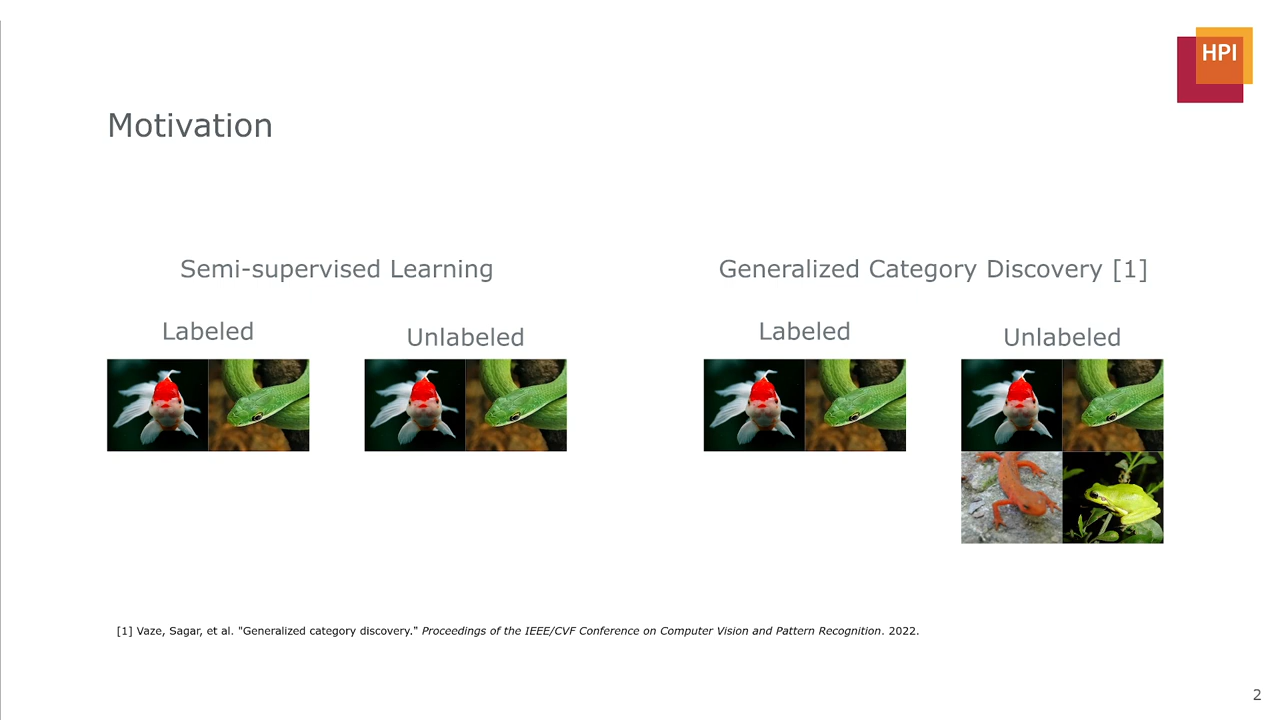 HPI
Motivation
Semi-supervised Learning
Labeled
Unlabeled
Generalized Category Discovery [1]
Labeled
Unlabeled
[1] Vaze, Sagar, et al. "Generalized category discovery." Proceedings of the IEEE/CVF Conference on Computer Vision and Pattern Recognition. 2022.
2